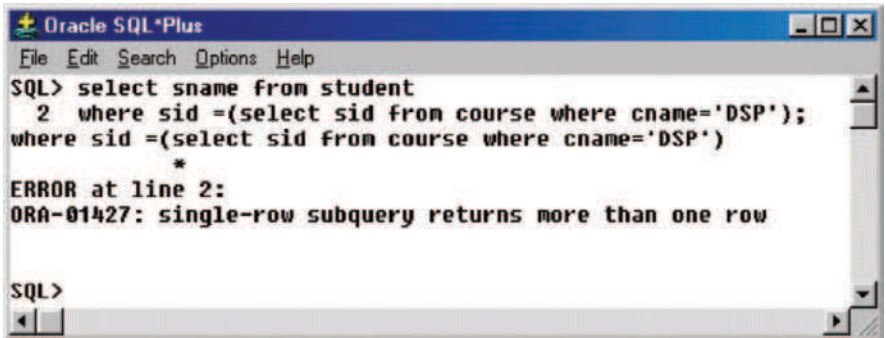 Oracle SQL*Plus
File Edit Search Options Help
SQL> select sname from student
2 where sid =(select sid from course where cname='DSP');
where sid =(select sid from course where cname='DSP')
*
ERROR at line 2:
ORA-01427: single-row subquery returns more than one row
SQL>